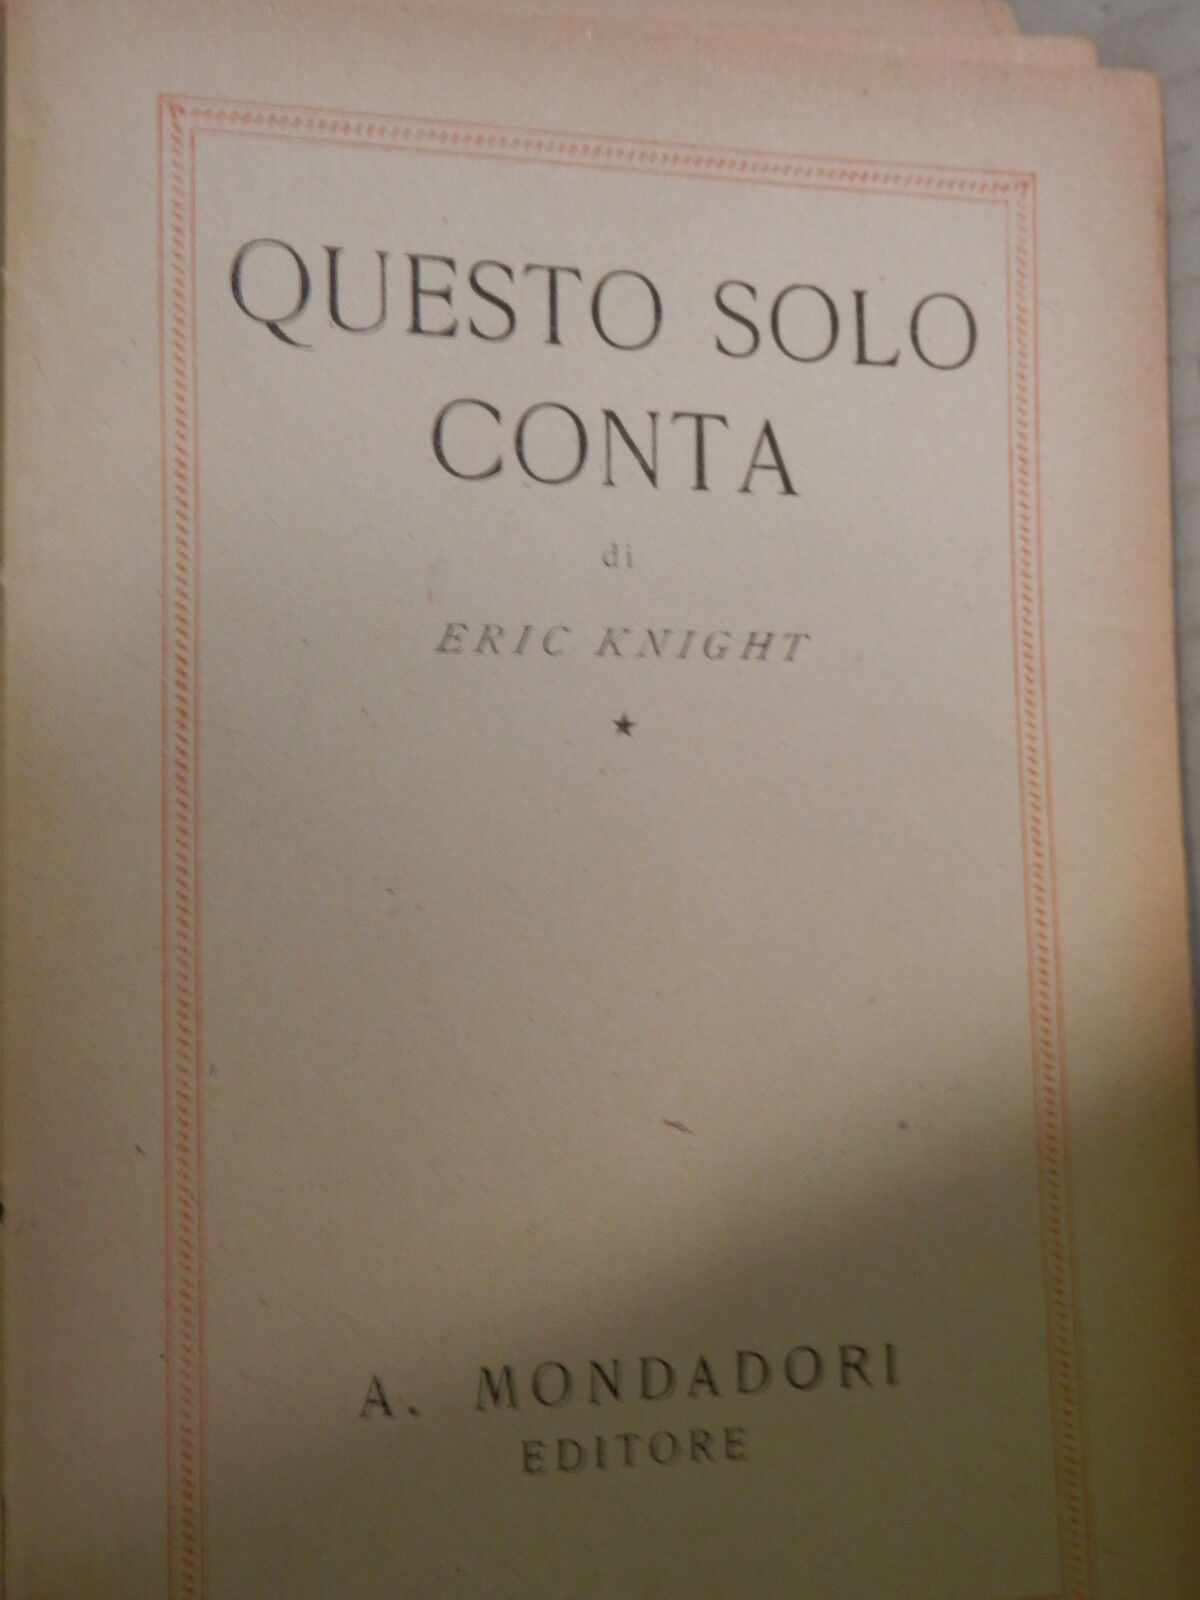 QUESTO SOLO
CONTA
di
ERIC KNIGHT
★
A. MONDADORI
EDITORE